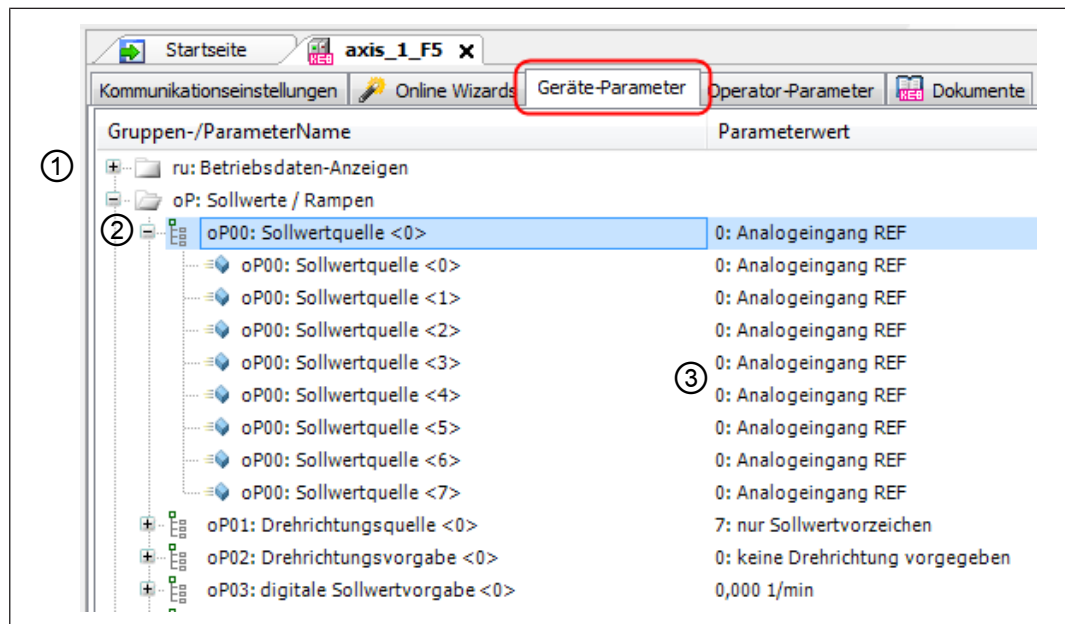 Startseite axis_1_F5 X
Kommunikationseinstellungen Online Wizards Geräte-Parameter Operator-Parameter KEB Dokumente
Gruppen-/ParameterName Parameterwert
① ru: Betriebsdaten-Anzeigen
oP: Sollwerte / Rampen
② oP00: Sollwertquelle <0> 0: Analogeingang REF
oP00: Sollwertquelle <0> 0: Analogeingang REF
oP00: Sollwertquelle <1> 0: Analogeingang REF
oP00: Sollwertquelle <2> 0: Analogeingang REF
oP00: Sollwertquelle <3> 0: Analogeingang REF
oP00: Sollwertquelle <4> ③ 0: Analogeingang REF
oP00: Sollwertquelle <5> 0: Analogeingang REF
oP00: Sollwertquelle <6> 0: Analogeingang REF
oP00: Sollwertquelle <7> 0: Analogeingang REF
oP01: Drehrichtungsquelle <0> 7: nur Sollwertvorzeichen
oP02: Drehrichtungsvorgabe <0> 0: keine Drehrichtung vorgegeben
oP03: digitale Sollwertvorgabe <0> 0,000 1/min